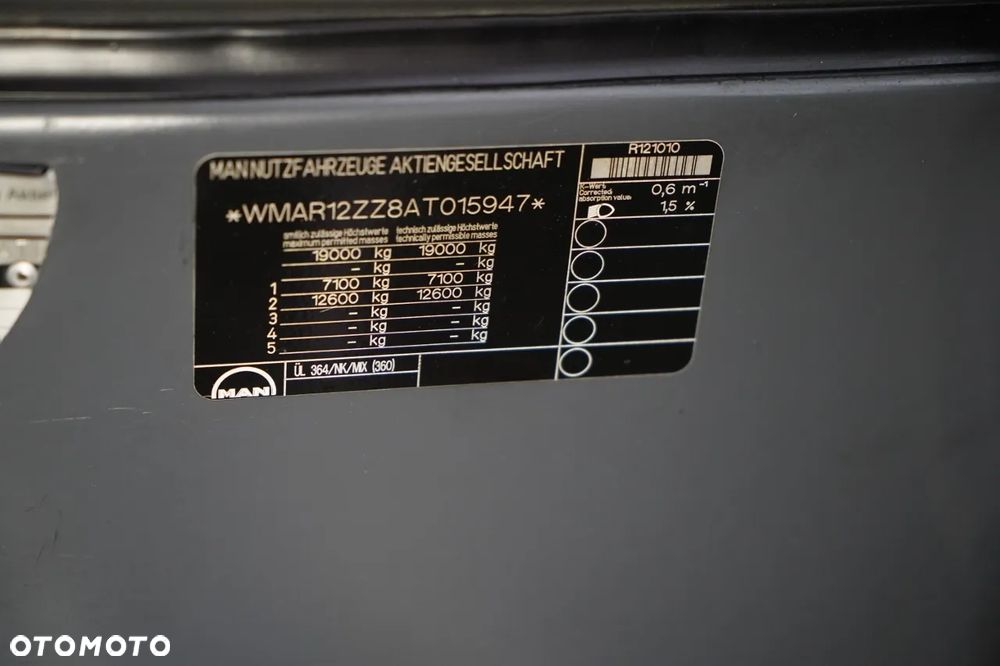 MAN NUTZFAHRZEUGE AKTIENGESELLSCHAFT
*WMAR12ZZ8AT015947*
amtlich zulässige Höchstwerte technisch zulässige Höchstwerte
maximum permitted masses technically permissible masses
19000 kg 19000 kg
- kg - kg
1 7100 kg 7100 kg
2 12600 kg 12600 kg
3 - kg - kg
4 - kg - kg
5 - kg - kg
ÜL 364/NK/MIX (360)
MAN
R121010
K-Wert:
Corrected
absorption value:
0,6 m⁻¹
1,5 %
OTOMOTO